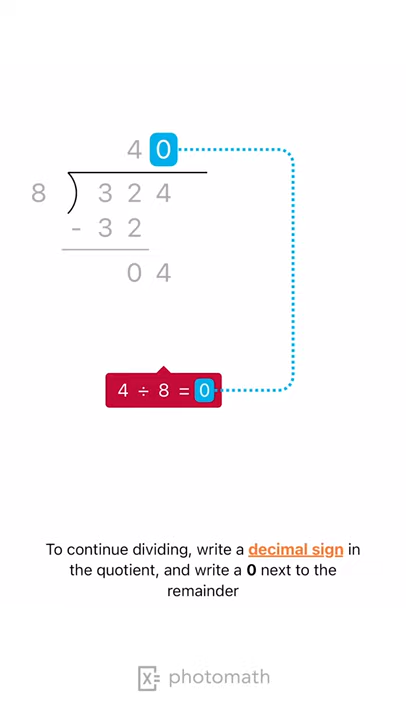 4 0
8 ) 3 2 4
- 3 2
0 4
4 ÷ 8 = 0
To continue dividing, write a decimal sign in
the quotient, and write a 0 next to the
remainder
photomath